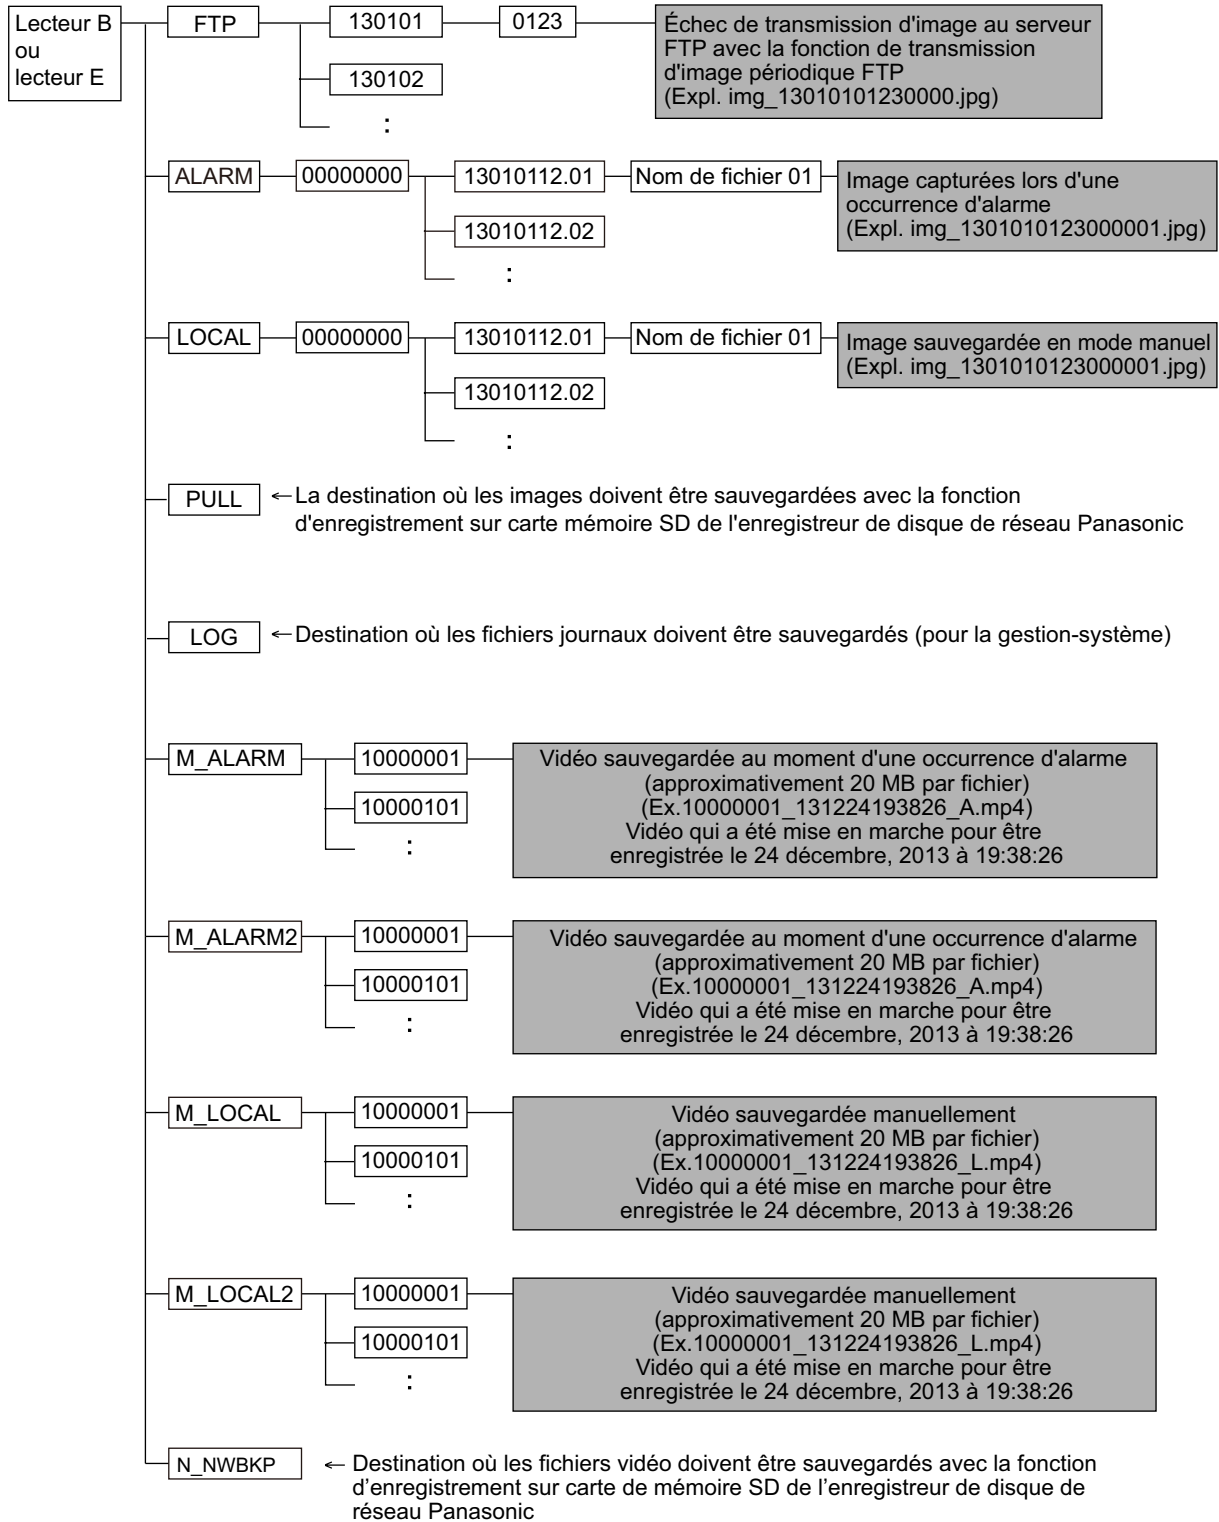 Lecteur B
ou
lecteur E
FTP
130101
0123
Échec de transmission d'image au serveur
FTP avec la fonction de transmission
d'image périodique FTP
(Expl. img_13010101230000.jpg)
130102
:
ALARM
00000000
13010112.01
Nom de fichier 01
Image capturées lors d'une
occurrence d'alarme
(Expl. img_1301010123000001.jpg)
13010112.02
:
LOCAL
00000000
13010112.01
Nom de fichier 01
Image sauvegardée en mode manuel
(Expl. img_1301010123000001.jpg)
13010112.02
:
PULL
←La destination où les images doivent être sauvegardées avec la fonction
d'enregistrement sur carte mémoire SD de l'enregistreur de disque de réseau Panasonic
LOG
←Destination où les fichiers journaux doivent être sauvegardés (pour la gestion-système)
M_ALARM
10000001
Vidéo sauvegardée au moment d'une occurrence d'alarme
(approximativement 20 MB par fichier)
(Ex.10000001_131224193826_A.mp4)
Vidéo qui a été mise en marche pour être
enregistrée le 24 décembre, 2013 à 19:38:26
10000101
:
M_ALARM2
10000001
Vidéo sauvegardée au moment d'une occurrence d'alarme
(approximativement 20 MB par fichier)
(Ex.10000001_131224193826_A.mp4)
Vidéo qui a été mise en marche pour être
enregistrée le 24 décembre, 2013 à 19:38:26
10000101
:
M_LOCAL
10000001
Vidéo sauvegardée manuellement
(approximativement 20 MB par fichier)
(Ex.10000001_131224193826_L.mp4)
Vidéo qui a été mise en marche pour être
enregistrée le 24 décembre, 2013 à 19:38:26
10000101
:
M_LOCAL2
10000001
Vidéo sauvegardée manuellement
(approximativement 20 MB par fichier)
(Ex.10000001_131224193826_L.mp4)
Vidéo qui a été mise en marche pour être
enregistrée le 24 décembre, 2013 à 19:38:26
10000101
:
N_NWBKP
← Destination où les fichiers vidéo doivent être sauvegardés avec la fonction
d’enregistrement sur carte de mémoire SD de l’enregistreur de disque de
réseau Panasonic